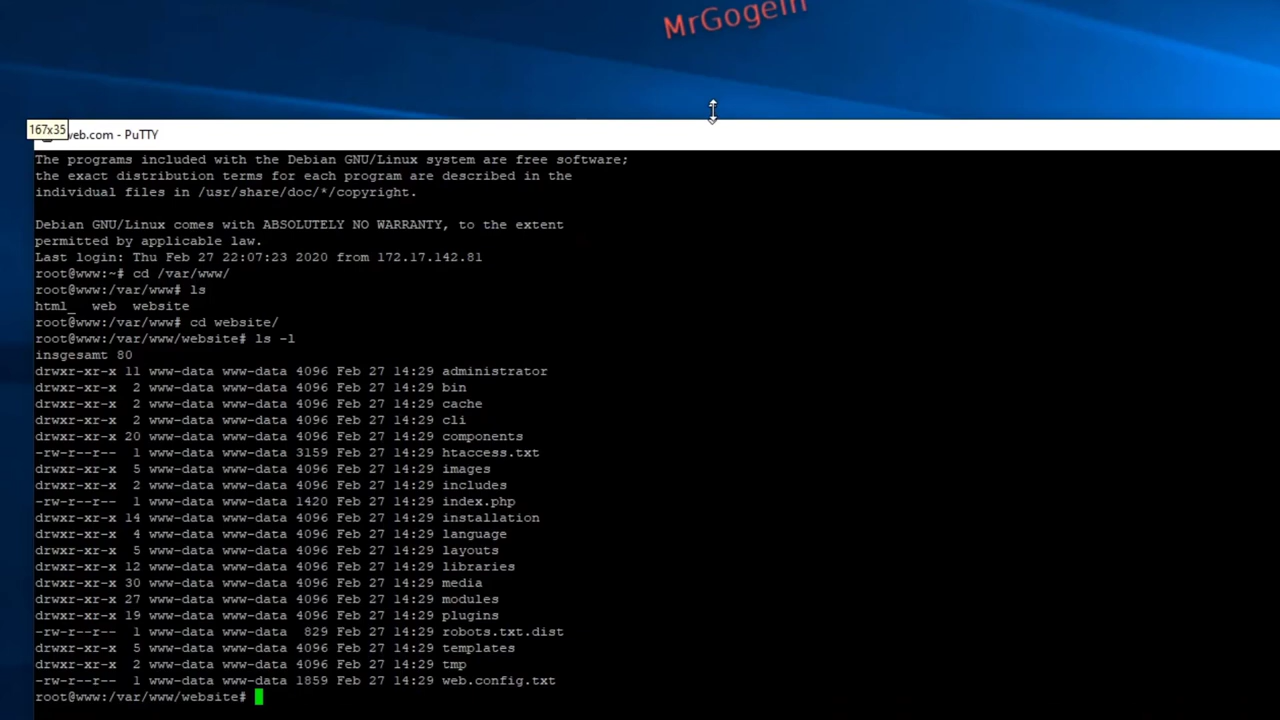 MrGogeln
167x35
web.com - PuTTY
The programs included with the Debian GNU/Linux system are free software;
the exact distribution terms for each program are described in the
individual files in /usr/share/doc/*/copyright.
Debian GNU/Linux comes with ABSOLUTELY NO WARRANTY, to the extent
permitted by applicable law.
Last login: Thu Feb 27 22:07:23 2020 from 172.17.142.81
root@www:~# cd /var/www/
root@www:/var/www# ls
html_  web  website
root@www:/var/www# cd website/
root@www:/var/www/website# ls -l
insgesamt 80
drwxr-xr-x 11 www-data www-data 4096 Feb 27 14:29 administrator
drwxr-xr-x  2 www-data www-data 4096 Feb 27 14:29 bin
drwxr-xr-x  2 www-data www-data 4096 Feb 27 14:29 cache
drwxr-xr-x  2 www-data www-data 4096 Feb 27 14:29 cli
drwxr-xr-x 20 www-data www-data 4096 Feb 27 14:29 components
-rw-r--r--  1 www-data www-data 3159 Feb 27 14:29 htaccess.txt
drwxr-xr-x  5 www-data www-data 4096 Feb 27 14:29 images
drwxr-xr-x  2 www-data www-data 4096 Feb 27 14:29 includes
-rw-r--r--  1 www-data www-data 1420 Feb 27 14:29 index.php
drwxr-xr-x 14 www-data www-data 4096 Feb 27 14:29 installation
drwxr-xr-x  4 www-data www-data 4096 Feb 27 14:29 language
drwxr-xr-x  5 www-data www-data 4096 Feb 27 14:29 layouts
drwxr-xr-x 12 www-data www-data 4096 Feb 27 14:29 libraries
drwxr-xr-x 30 www-data www-data 4096 Feb 27 14:29 media
drwxr-xr-x 27 www-data www-data 4096 Feb 27 14:29 modules
drwxr-xr-x 19 www-data www-data 4096 Feb 27 14:29 plugins
-rw-r--r--  1 www-data www-data  829 Feb 27 14:29 robots.txt.dist
drwxr-xr-x  5 www-data www-data 4096 Feb 27 14:29 templates
drwxr-xr-x  2 www-data www-data 4096 Feb 27 14:29 tmp
-rw-r--r--  1 www-data www-data 1859 Feb 27 14:29 web.config.txt
root@www:/var/www/website#